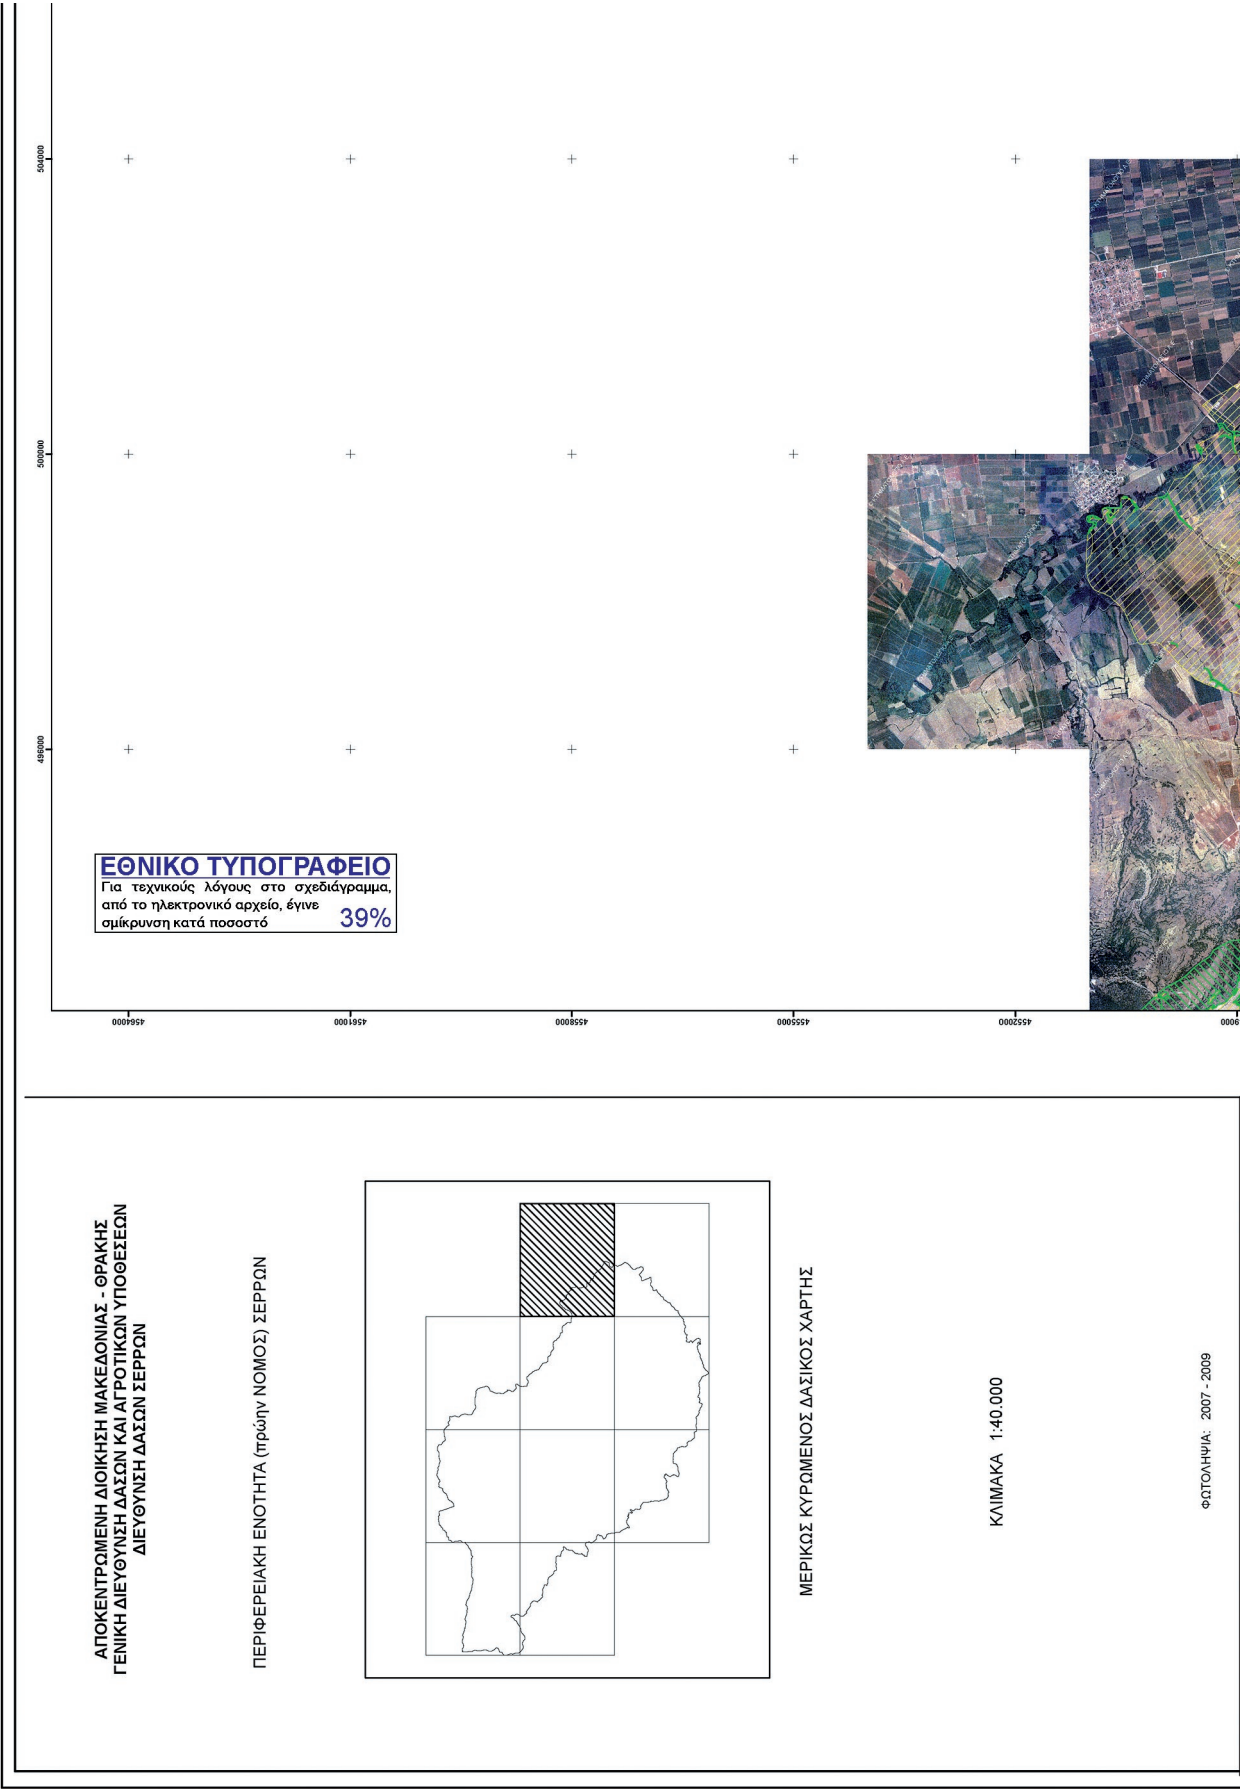 504000
500000
496000
ΕΘΝΙΚΟ ΤΥΠΟΓΡΑΦΕΙΟ
Για τεχνικούς λόγους στο σχεδιάγραμμα,
από το ηλεκτρονικό αρχείο, έγινε
σμίκρυνση κατά ποσοστό 39%
4564000
4561000
4558000
4555000
4552000
9000
ΑΠΟΚΕΝΤΡΩΜΕΝΗ ΔΙΟΙΚΗΣΗ ΜΑΚΕΔΟΝΙΑΣ - ΘΡΑΚΗΣ
ΓΕΝΙΚΗ ΔΙΕΥΘΥΝΣΗ ΔΑΣΩΝ ΚΑΙ ΑΓΡΟΤΙΚΩΝ ΥΠΟΘΕΣΕΩΝ
ΔΙΕΥΘΥΝΣΗ ΔΑΣΩΝ ΣΕΡΡΩΝ
ΠΕΡΙΦΕΡΕΙΑΚΗ ΕΝΟΤΗΤΑ (πρώην ΝΟΜΟΣ) ΣΕΡΡΩΝ
ΜΕΡΙΚΩΣ ΚΥΡΩΜΕΝΟΣ ΔΑΣΙΚΟΣ ΧΑΡΤΗΣ
ΚΛΙΜΑΚΑ 1:40.000
ΦΩΤΟΛΗΨΙΑ: 2007 - 2009